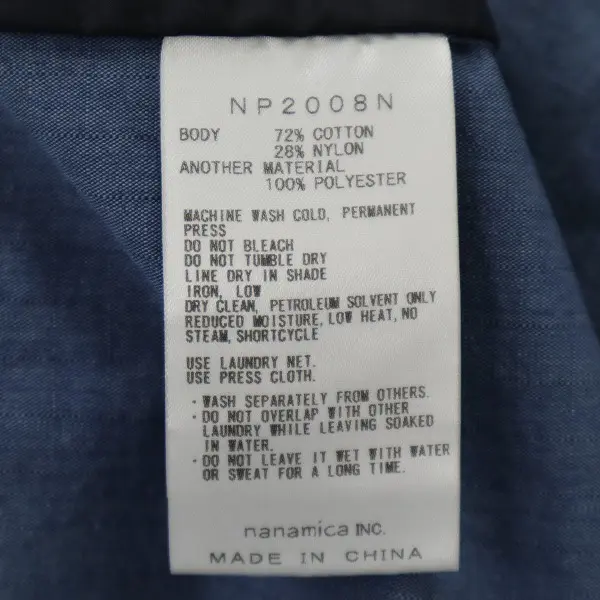 NP2008N
BODY 72% COTTON
28% NYLON
ANOTHER MATERIAL
100% POLYESTER
MACHINE WASH COLD, PERMANENT
PRESS
DO NOT BLEACH
DO NOT TUMBLE DRY
LINE DRY IN SHADE
IRON, LOW
DRY CLEAN, PETROLEUM SOLVENT ONLY
REDUCED MOISTURE, LOW HEAT, NO
STEAM, SHORTCYCLE
USE LAUNDRY NET.
USE PRESS CLOTH.
・WASH SEPARATELY FROM OTHERS.
・DO NOT OVERLAP WITH OTHER
LAUNDRY WHILE LEAVING SOAKED
IN WATER.
・DO NOT LEAVE IT WET WITH WATER
OR SWEAT FOR A LONG TIME.
nanamica INC.
MADE IN CHINA